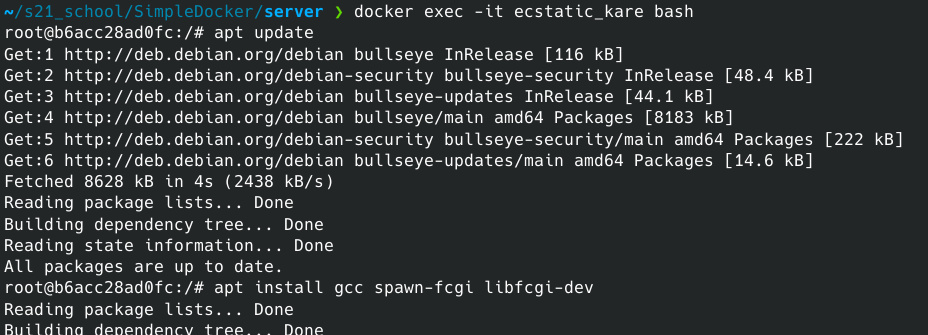 ~/s21_school/SimpleDocker/server ❯ docker exec -it ecstatic_kare bash
root@b6acc28ad0fc:/# apt update
Get:1 http://deb.debian.org/debian bullseye InRelease [116 kB]
Get:2 http://deb.debian.org/debian-security bullseye-security InRelease [48.4 kB]
Get:3 http://deb.debian.org/debian bullseye-updates InRelease [44.1 kB]
Get:4 http://deb.debian.org/debian bullseye/main amd64 Packages [8183 kB]
Get:5 http://deb.debian.org/debian-security bullseye-security/main amd64 Packages [222 kB]
Get:6 http://deb.debian.org/debian bullseye-updates/main amd64 Packages [14.6 kB]
Fetched 8628 kB in 4s (2438 kB/s)
Reading package lists... Done
Building dependency tree... Done
Reading state information... Done
All packages are up to date.
root@b6acc28ad0fc:/# apt install gcc spawn-fcgi libfcgi-dev
Reading package lists... Done
Building dependency tree... Done